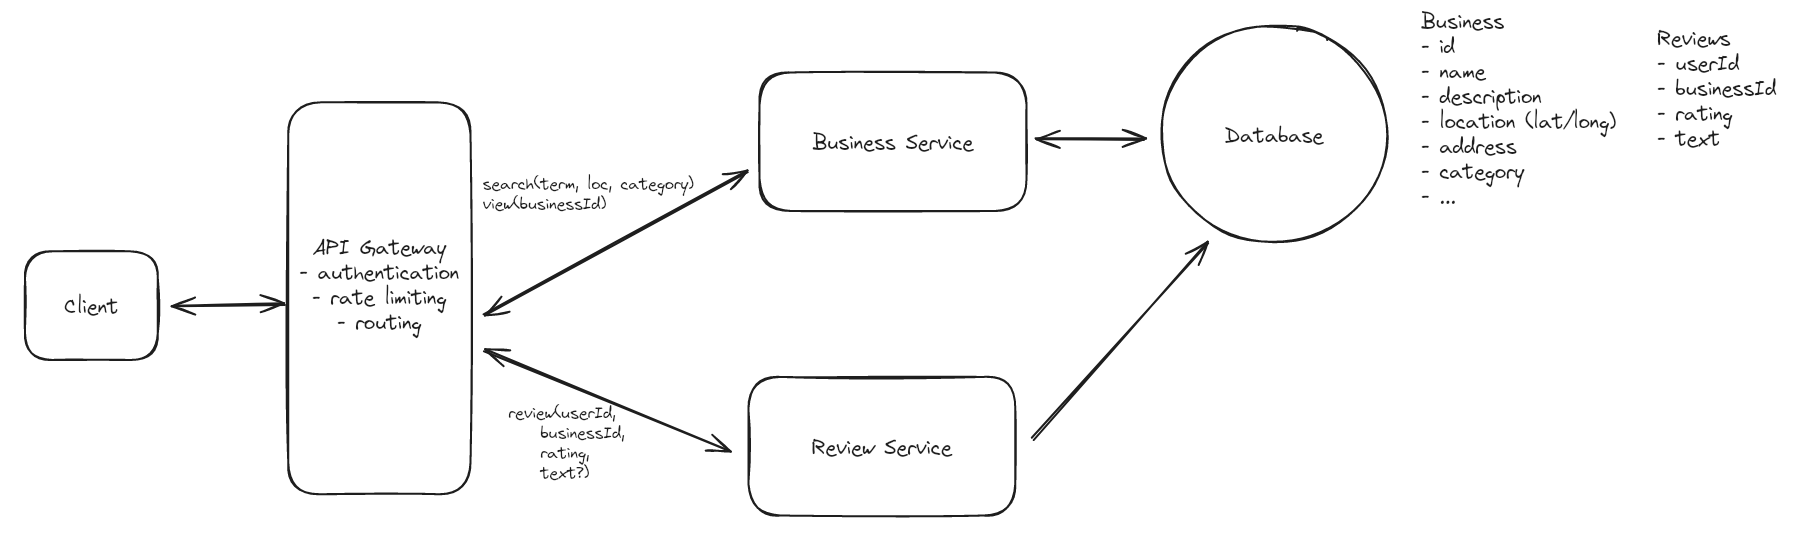 Client
API Gateway
- authentication
- rate limiting
- routing
search(term, loc, category)
view(businessId)
review(userId,
businessId,
rating,
text?)
Business Service
Review Service
Database
Business
- id
- name
- description
- location (lat/long)
- address
- category
- ...
Reviews
- userId
- businessId
- rating
- text